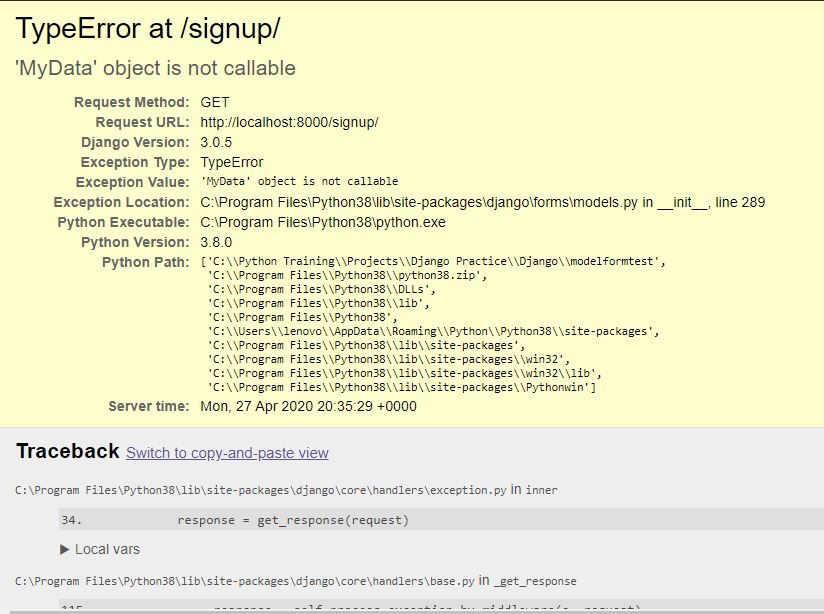 TypeError at /signup/
'MyData' object is not callable
Request Method: GET
Request URL: http://localhost:8000/signup/
Django Version: 3.0.5
Exception Type: TypeError
Exception Value: 'MyData' object is not callable
Exception Location: C:\Program Files\Python38\lib\site-packages\django\forms\models.py in __init__, line 289
Python Executable: C:\Program Files\Python38\python.exe
Python Version: 3.8.0
Python Path: ['C:\\Python Training\\Projects\\Django Practice\\Django\\modelformtest',
'C:\\Program Files\\Python38\\python38.zip',
'C:\\Program Files\\Python38\\DLLs',
'C:\\Program Files\\Python38\\lib',
'C:\\Program Files\\Python38',
'C:\\Users\\lenovo\\AppData\\Roaming\\Python\\Python38\\site-packages',
'C:\\Program Files\\Python38\\lib\\site-packages',
'C:\\Program Files\\Python38\\lib\\site-packages\\win32',
'C:\\Program Files\\Python38\\lib\\site-packages\\win32\\lib',
'C:\\Program Files\\Python38\\lib\\site-packages\\Pythonwin']
Server time: Mon, 27 Apr 2020 20:35:29 +0000
Traceback Switch to copy-and-paste view
C:\Program Files\Python38\lib\site-packages\django\core\handlers\exception.py in inner
34. response = get_response(request)
▶ Local vars
C:\Program Files\Python38\lib\site-packages\django\core\handlers\base.py in _get_response
115. response = self.process_exception_by_middleware(e, request)